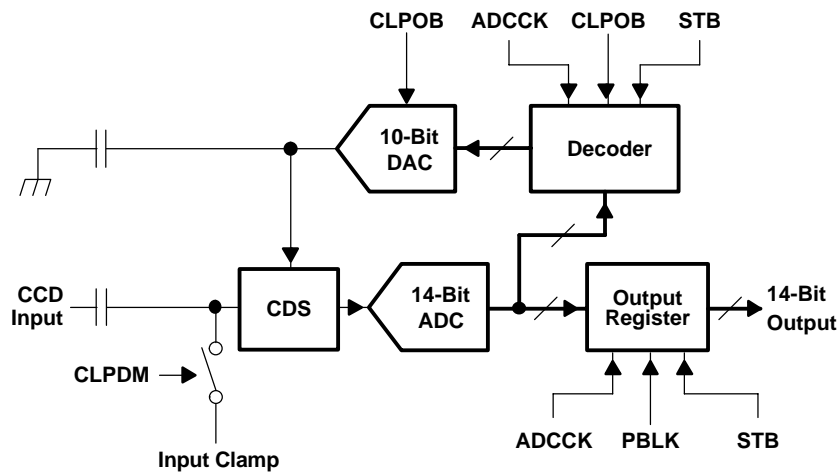 CLPOB
ADCCK
CLPOB
STB
10-Bit
DAC
Decoder
CCD
Input
CDS
14-Bit
ADC
Output
Register
14-Bit
Output
CLPDM
ADCCK
PBLK
STB
Input Clamp